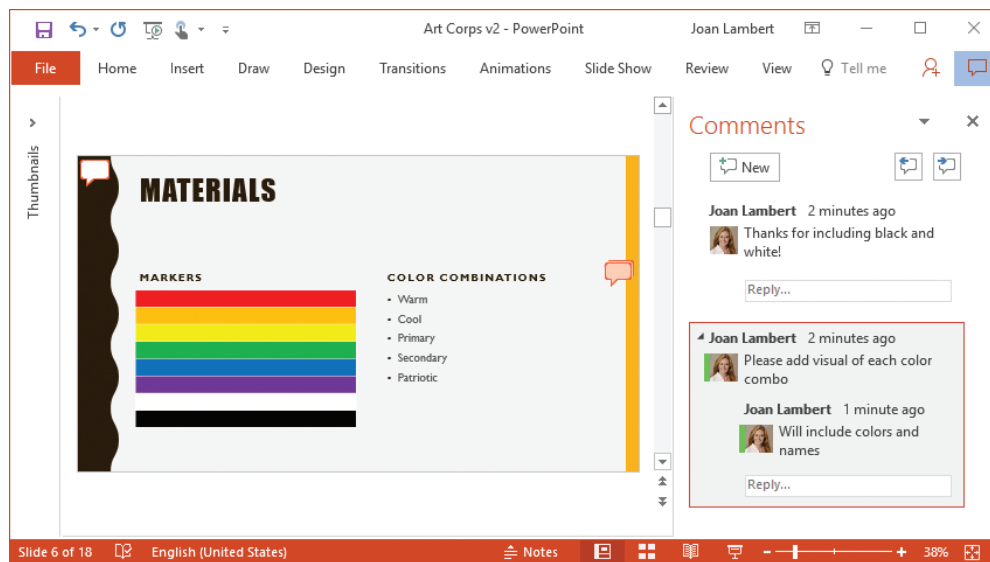 Art Corps v2 - PowerPoint
Joan Lambert
File Home Insert Draw Design Transitions Animations Slide Show Review View Tell me
Thumbnails
MATERIALS
MARKERS
COLOR COMBINATIONS
• Warm
• Cool
• Primary
• Secondary
• Patriotic
Comments
New
Joan Lambert 2 minutes ago
Thanks for including black and
white!
Reply...
Joan Lambert 2 minutes ago
Please add visual of each color
combo
Joan Lambert 1 minute ago
Will include colors and
names
Reply...
Slide 6 of 18 English (United States) Notes 38%